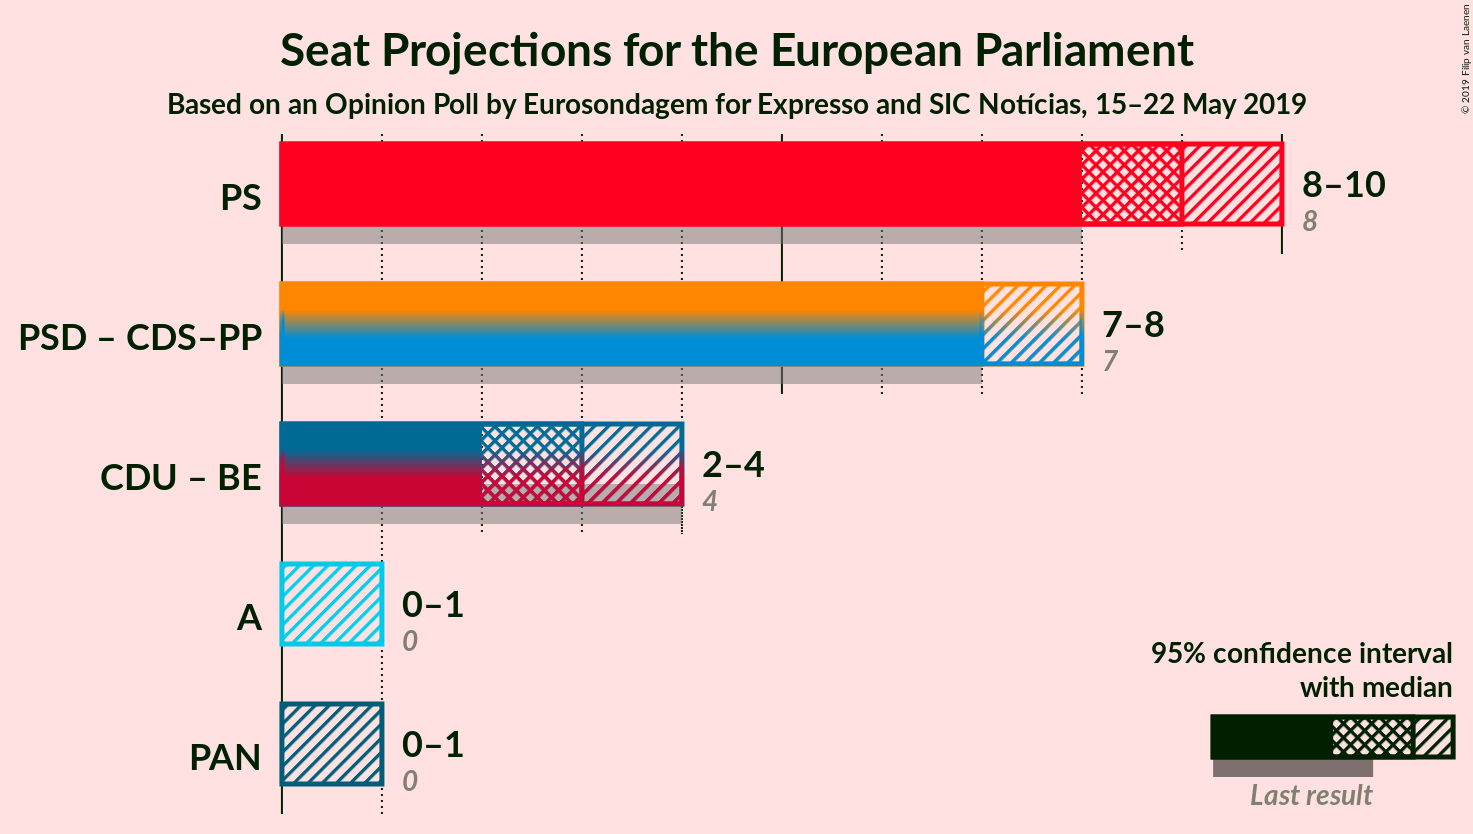 Seat Projections for the European Parliament
Based on an Opinion Poll by Eurosondagem for Expresso and SIC Notícias, 15–22 May 2019
© 2019 Filip van Laenen
PS
8–10
8
PSD – CDS–PP
7–8
7
CDU – BE
2–4
4
A
0–1
0
PAN
0–1
0
95% confidence interval
with median
Last result